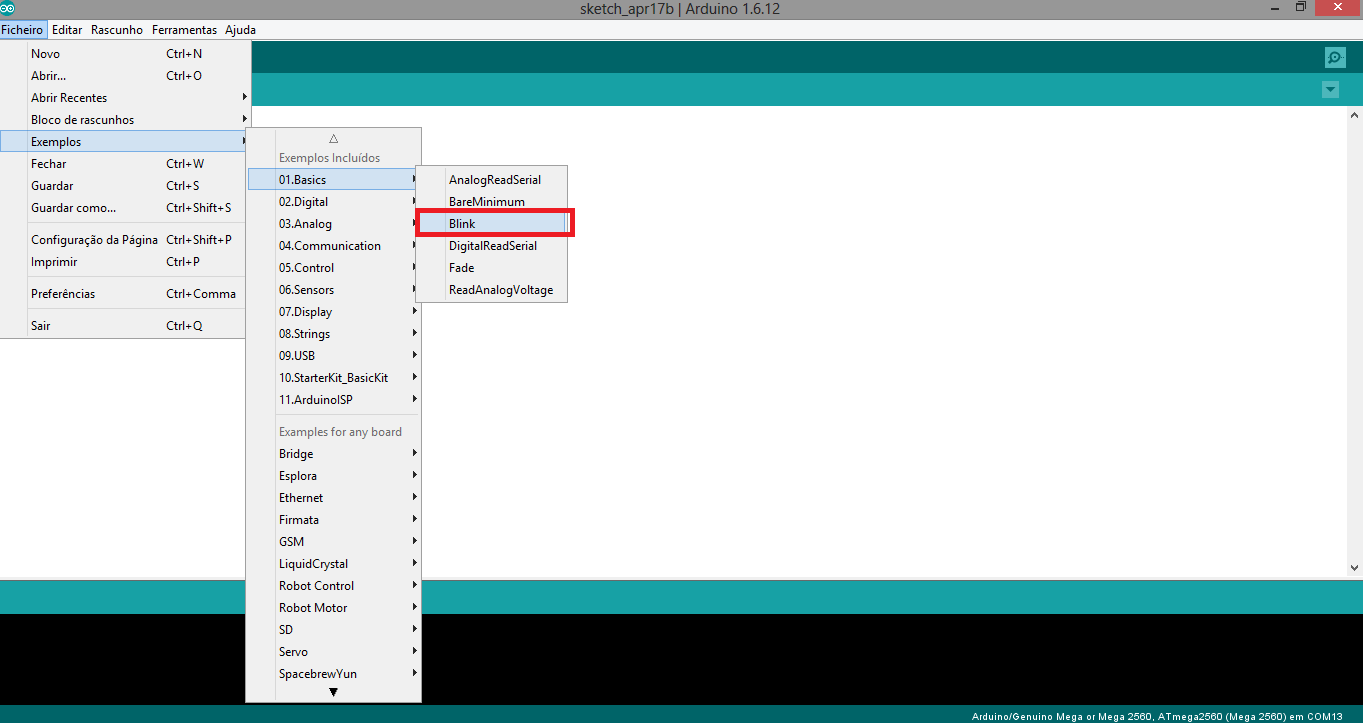 sketch_apr17b | Arduino 1.6.12
Ficheiro Editar Rascunho Ferramentas Ajuda
Novo Ctrl+N
Abrir... Ctrl+O
Abrir Recentes
Bloco de rascunhos
Exemplos
Fechar Ctrl+W
Guardar Ctrl+S
Guardar como... Ctrl+Shift+S
Configuração da Página Ctrl+Shift+P
Imprimir Ctrl+P
Preferências Ctrl+Comma
Sair Ctrl+Q
Exemplos Incluídos
01.Basics
02.Digital
03.Analog
04.Communication
05.Control
06.Sensors
07.Display
08.Strings
09.USB
10.StarterKit_BasicKit
11.ArduinoISP
Examples for any board
Bridge
Esplora
Ethernet
Firmata
GSM
LiquidCrystal
Robot Control
Robot Motor
SD
Servo
SpacebrewYun
AnalogReadSerial
BareMinimum
Blink
DigitalReadSerial
Fade
ReadAnalogVoltage
Arduino/Genuino Mega or Mega 2560, ATmega2560 (Mega 2560) em COM13